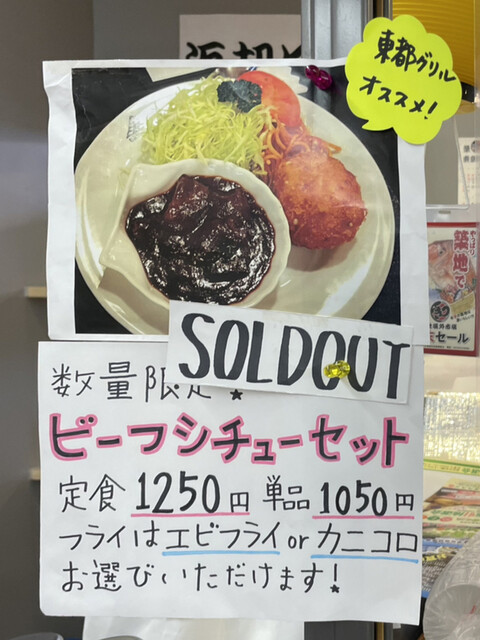 東都グリル
オススメ!
SOLDOUT
数量限定!
ビーフシチューセット
定食 1250円 単品 1050円
フライはエビフライorカニコロ
お選びいただけます!
築地で
セール